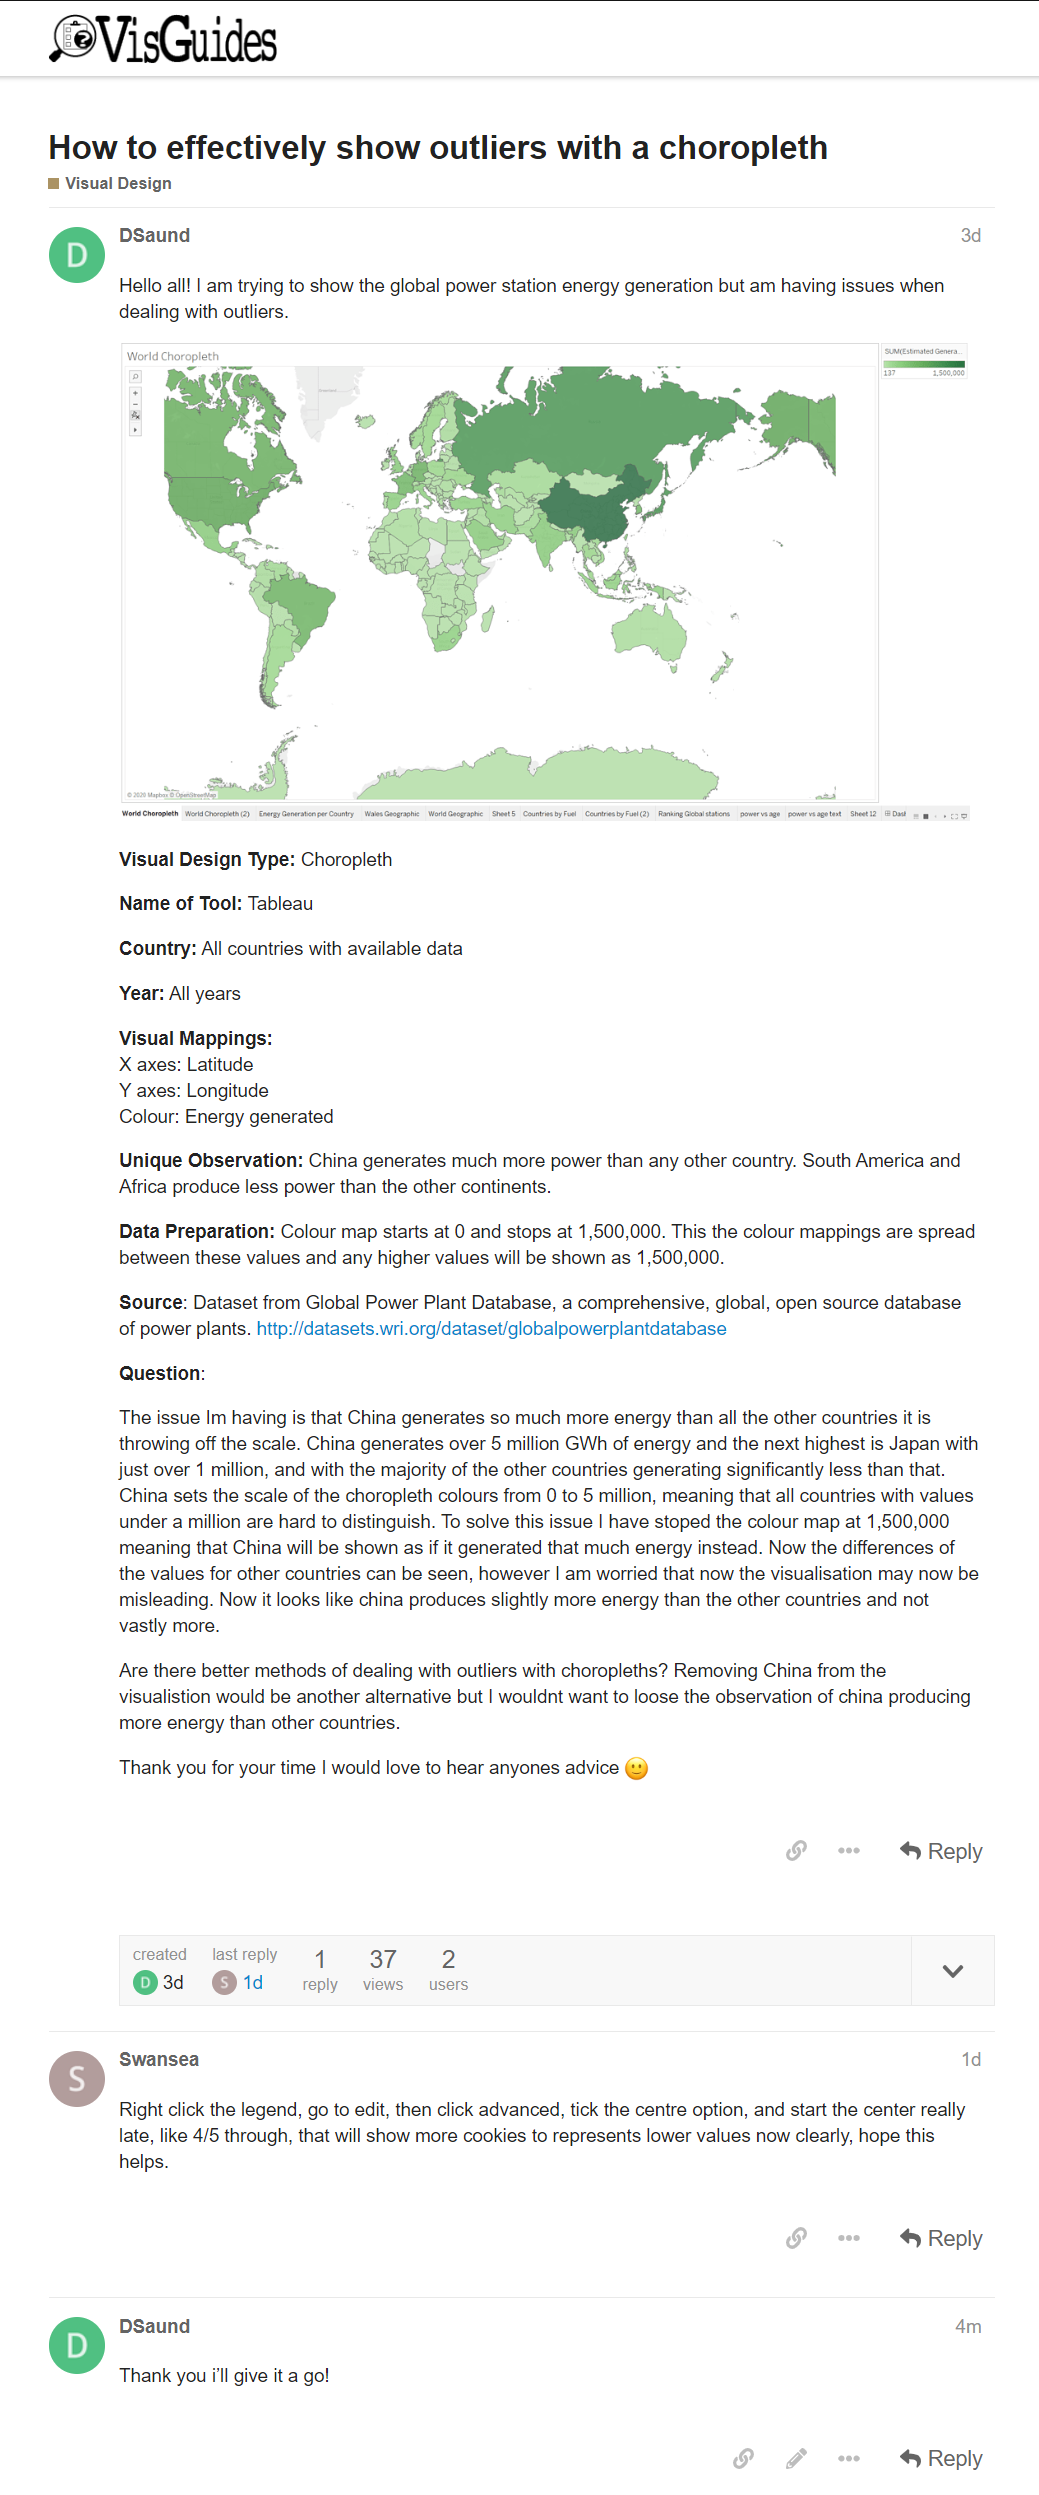 VisGuides
How to effectively show outliers with a choropleth
Visual Design
D
DSaund
3d
Hello all! I am trying to show the global power station energy generation but am having issues when
dealing with outliers.
World Choropleth
SUM(Estimated Genera...
137
1,500,000
© 2020 Mapbox © OpenStreetMap
World Choropleth World Choropleth (2) Energy Generation per Country Wales Geographic World Geographic Sheet 5 Countries by Fuel Countries by Fuel (2) Ranking Global stations power vs age power vs age text Sheet 12 Dasl
Visual Design Type: Choropleth
Name of Tool: Tableau
Country: All countries with available data
Year: All years
Visual Mappings:
X axes: Latitude
Y axes: Longitude
Colour: Energy generated
Unique Observation: China generates much more power than any other country. South America and
Africa produce less power than the other continents.
Data Preparation: Colour map starts at 0 and stops at 1,500,000. This the colour mappings are spread
between these values and any higher values will be shown as 1,500,000.
Source: Dataset from Global Power Plant Database, a comprehensive, global, open source database
of power plants. http://datasets.wri.org/dataset/globalpowerplantdatabase
Question:
The issue Im having is that China generates so much more energy than all the other countries it is
throwing off the scale. China generates over 5 million GWh of energy and the next highest is Japan with
just over 1 million, and with the majority of the other countries generating significantly less than that.
China sets the scale of the choropleth colours from 0 to 5 million, meaning that all countries with values
under a million are hard to distinguish. To solve this issue I have stoped the colour map at 1,500,000
meaning that China will be shown as if it generated that much energy instead. Now the differences of
the values for other countries can be seen, however I am worried that now the visualisation may now be
misleading. Now it looks like china produces slightly more energy than the other countries and not
vastly more.
Are there better methods of dealing with outliers with choropleths? Removing China from the
visualistion would be another alternative but I wouldnt want to loose the observation of china producing
more energy than other countries.
Thank you for your time I would love to hear anyones advice
Reply
created last reply 1 37 2
D 3d S 1d reply views users
S
Swansea
1d
Right click the legend, go to edit, then click advanced, tick the centre option, and start the center really
late, like 4/5 through, that will show more cookies to represents lower values now clearly, hope this
helps.
Reply
D
DSaund
4m
Thank you i'll give it a go!
Reply